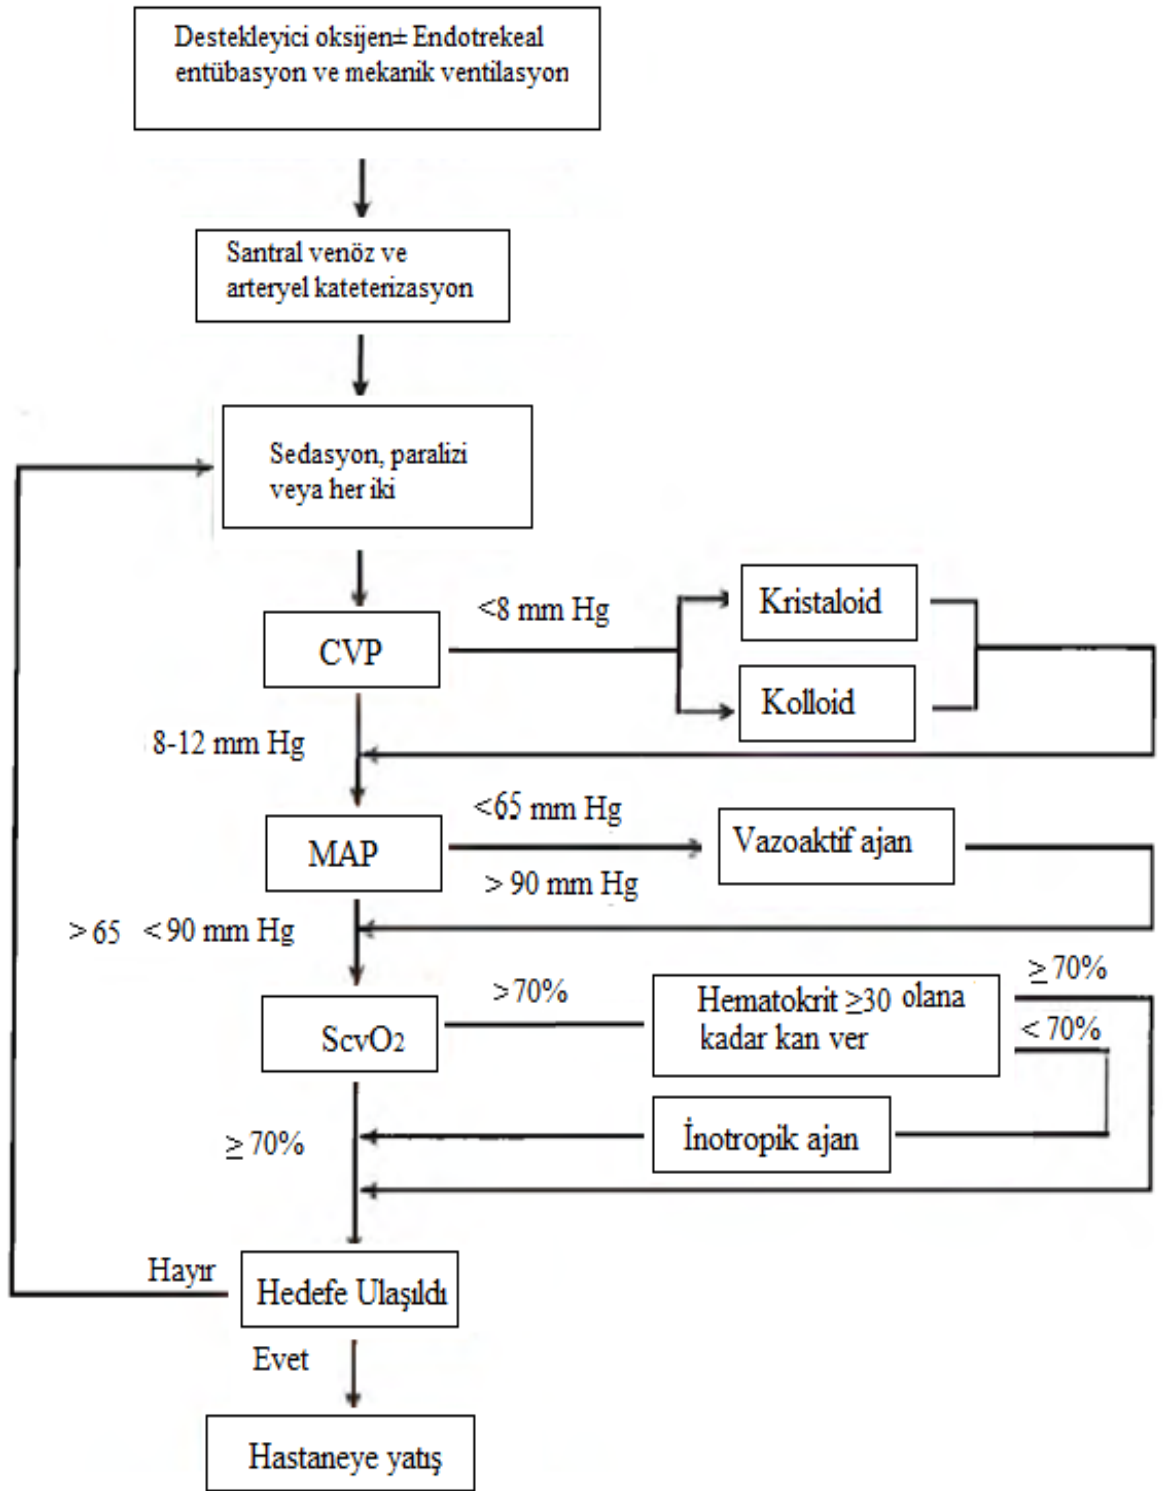 Destekleyici oksijen± Endotrekeal
entübasyon ve mekanik ventilasyon
Santral venöz ve
arteryel kateterizasyon
Sedasyon, paralizi
veya her iki
CVP
<8 mm Hg
Kristaloid
Kolloid
8-12 mm Hg
MAP
<65 mm Hg
> 90 mm Hg
Vazoaktif ajan
>65 <90 mm Hg
ScvO2
>70%
Hematokrit ≥30 olana
kadar kan ver
≥ 70%
< 70%
İnotropik ajan
≥ 70%
Hedefe Ulaşıldı
Hayır
Evet
Hastaneye yatış